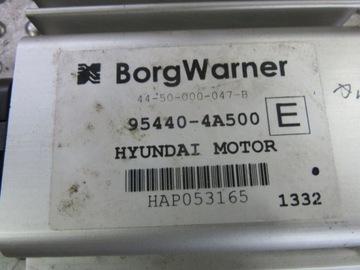 BorgWarner
44-50-000-047-B
95440-4A500 E
HYUNDAI MOTOR
HAP053165 1332